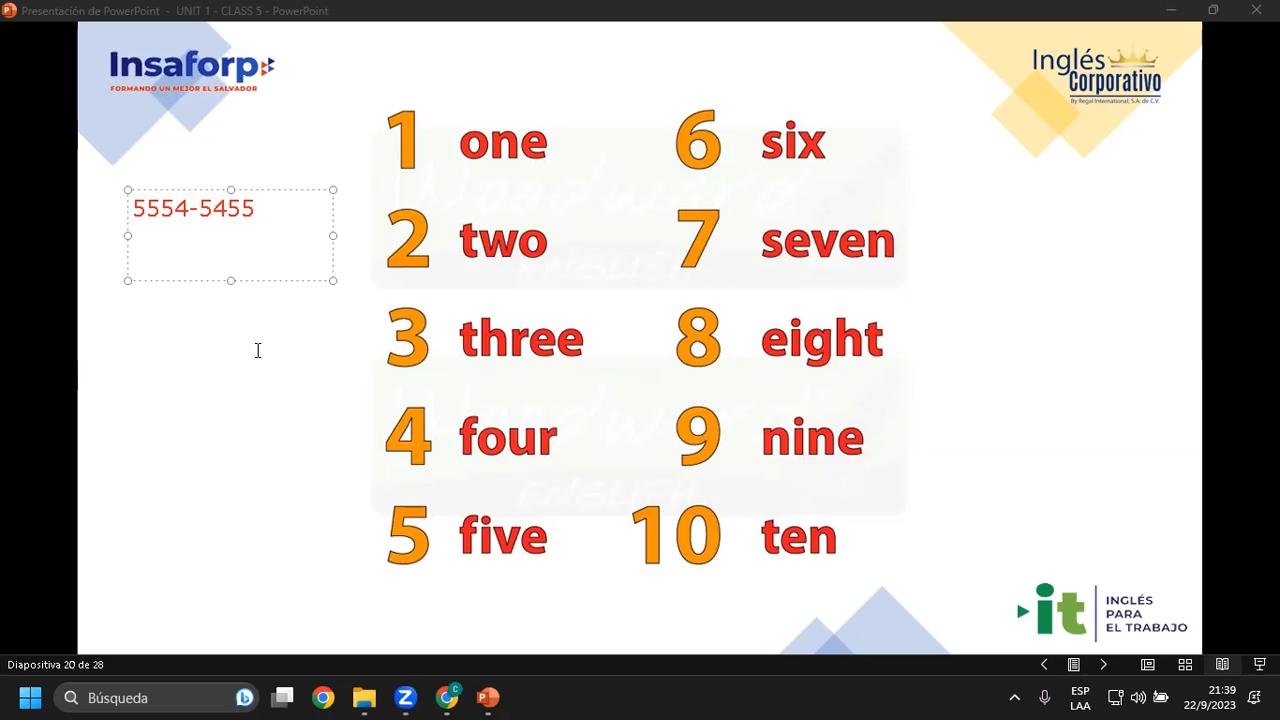 Presentación de PowerPoint - UNIT 1 - CLASS 5 - PowerPoint
Insaforp
FORMANDO UN MEJOR EL SALVADOR
Inglés
Corporativo
By Regal International, S.A. de C.V.
1 one 6 six
5554-5455
2 two 7 seven
ENGLISH
3 three 8 eight
4 four 9 nine
ENGLISH
5 five 10 ten
it INGLÉS
PARA
EL TRABAJO
Diapositiva 20 de 28
Búsqueda
C
ESP
LAA
21:39
22/9/2023